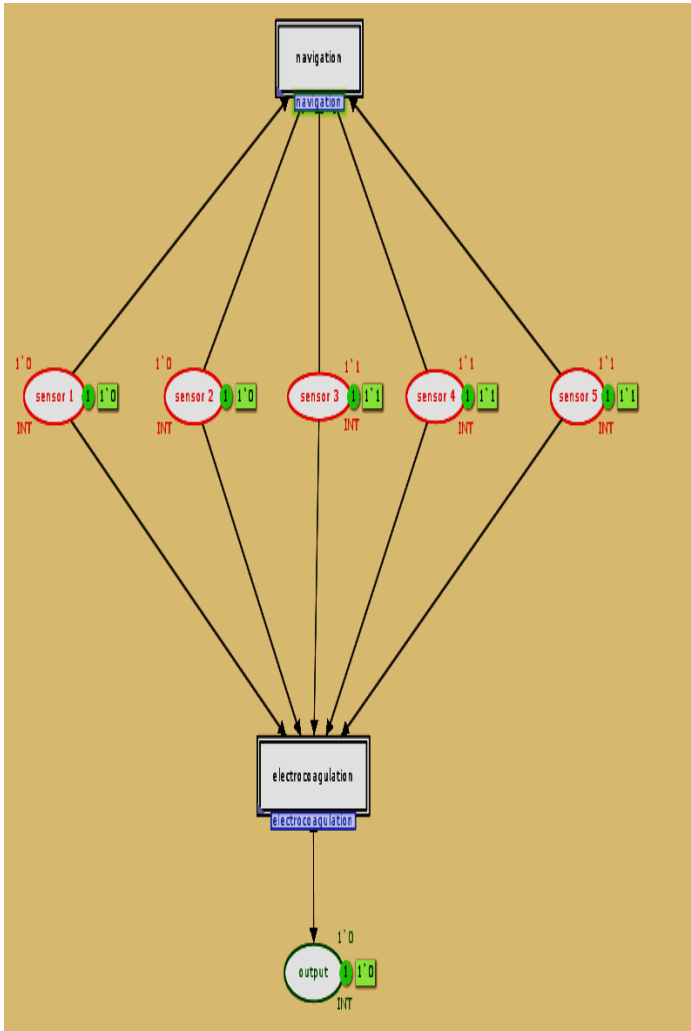 navigation
navigation
1`0
sensor 1
1
1`0
INT
1`0
sensor 2
1
1`0
INT
1`1
sensor 3
1
1`1
INT
1`1
sensor 4
1
1`1
INT
1`1
sensor 5
1
1`1
INT
electrocoagulation
electrocoagulation
1`0
output
1
1`0
INT